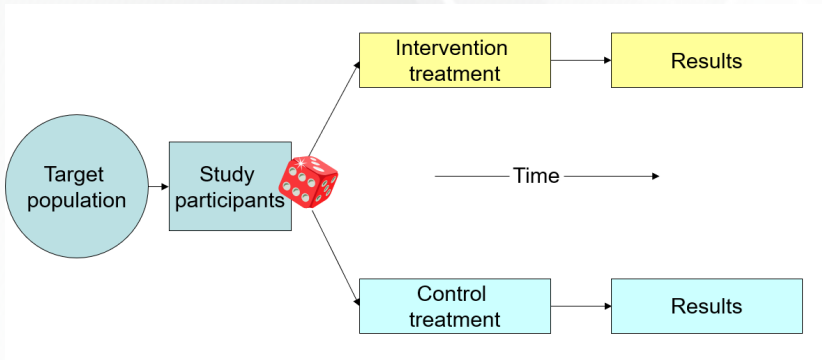 Target
population
Study
participants
Intervention
treatment
Results
Time
Control
treatment
Results